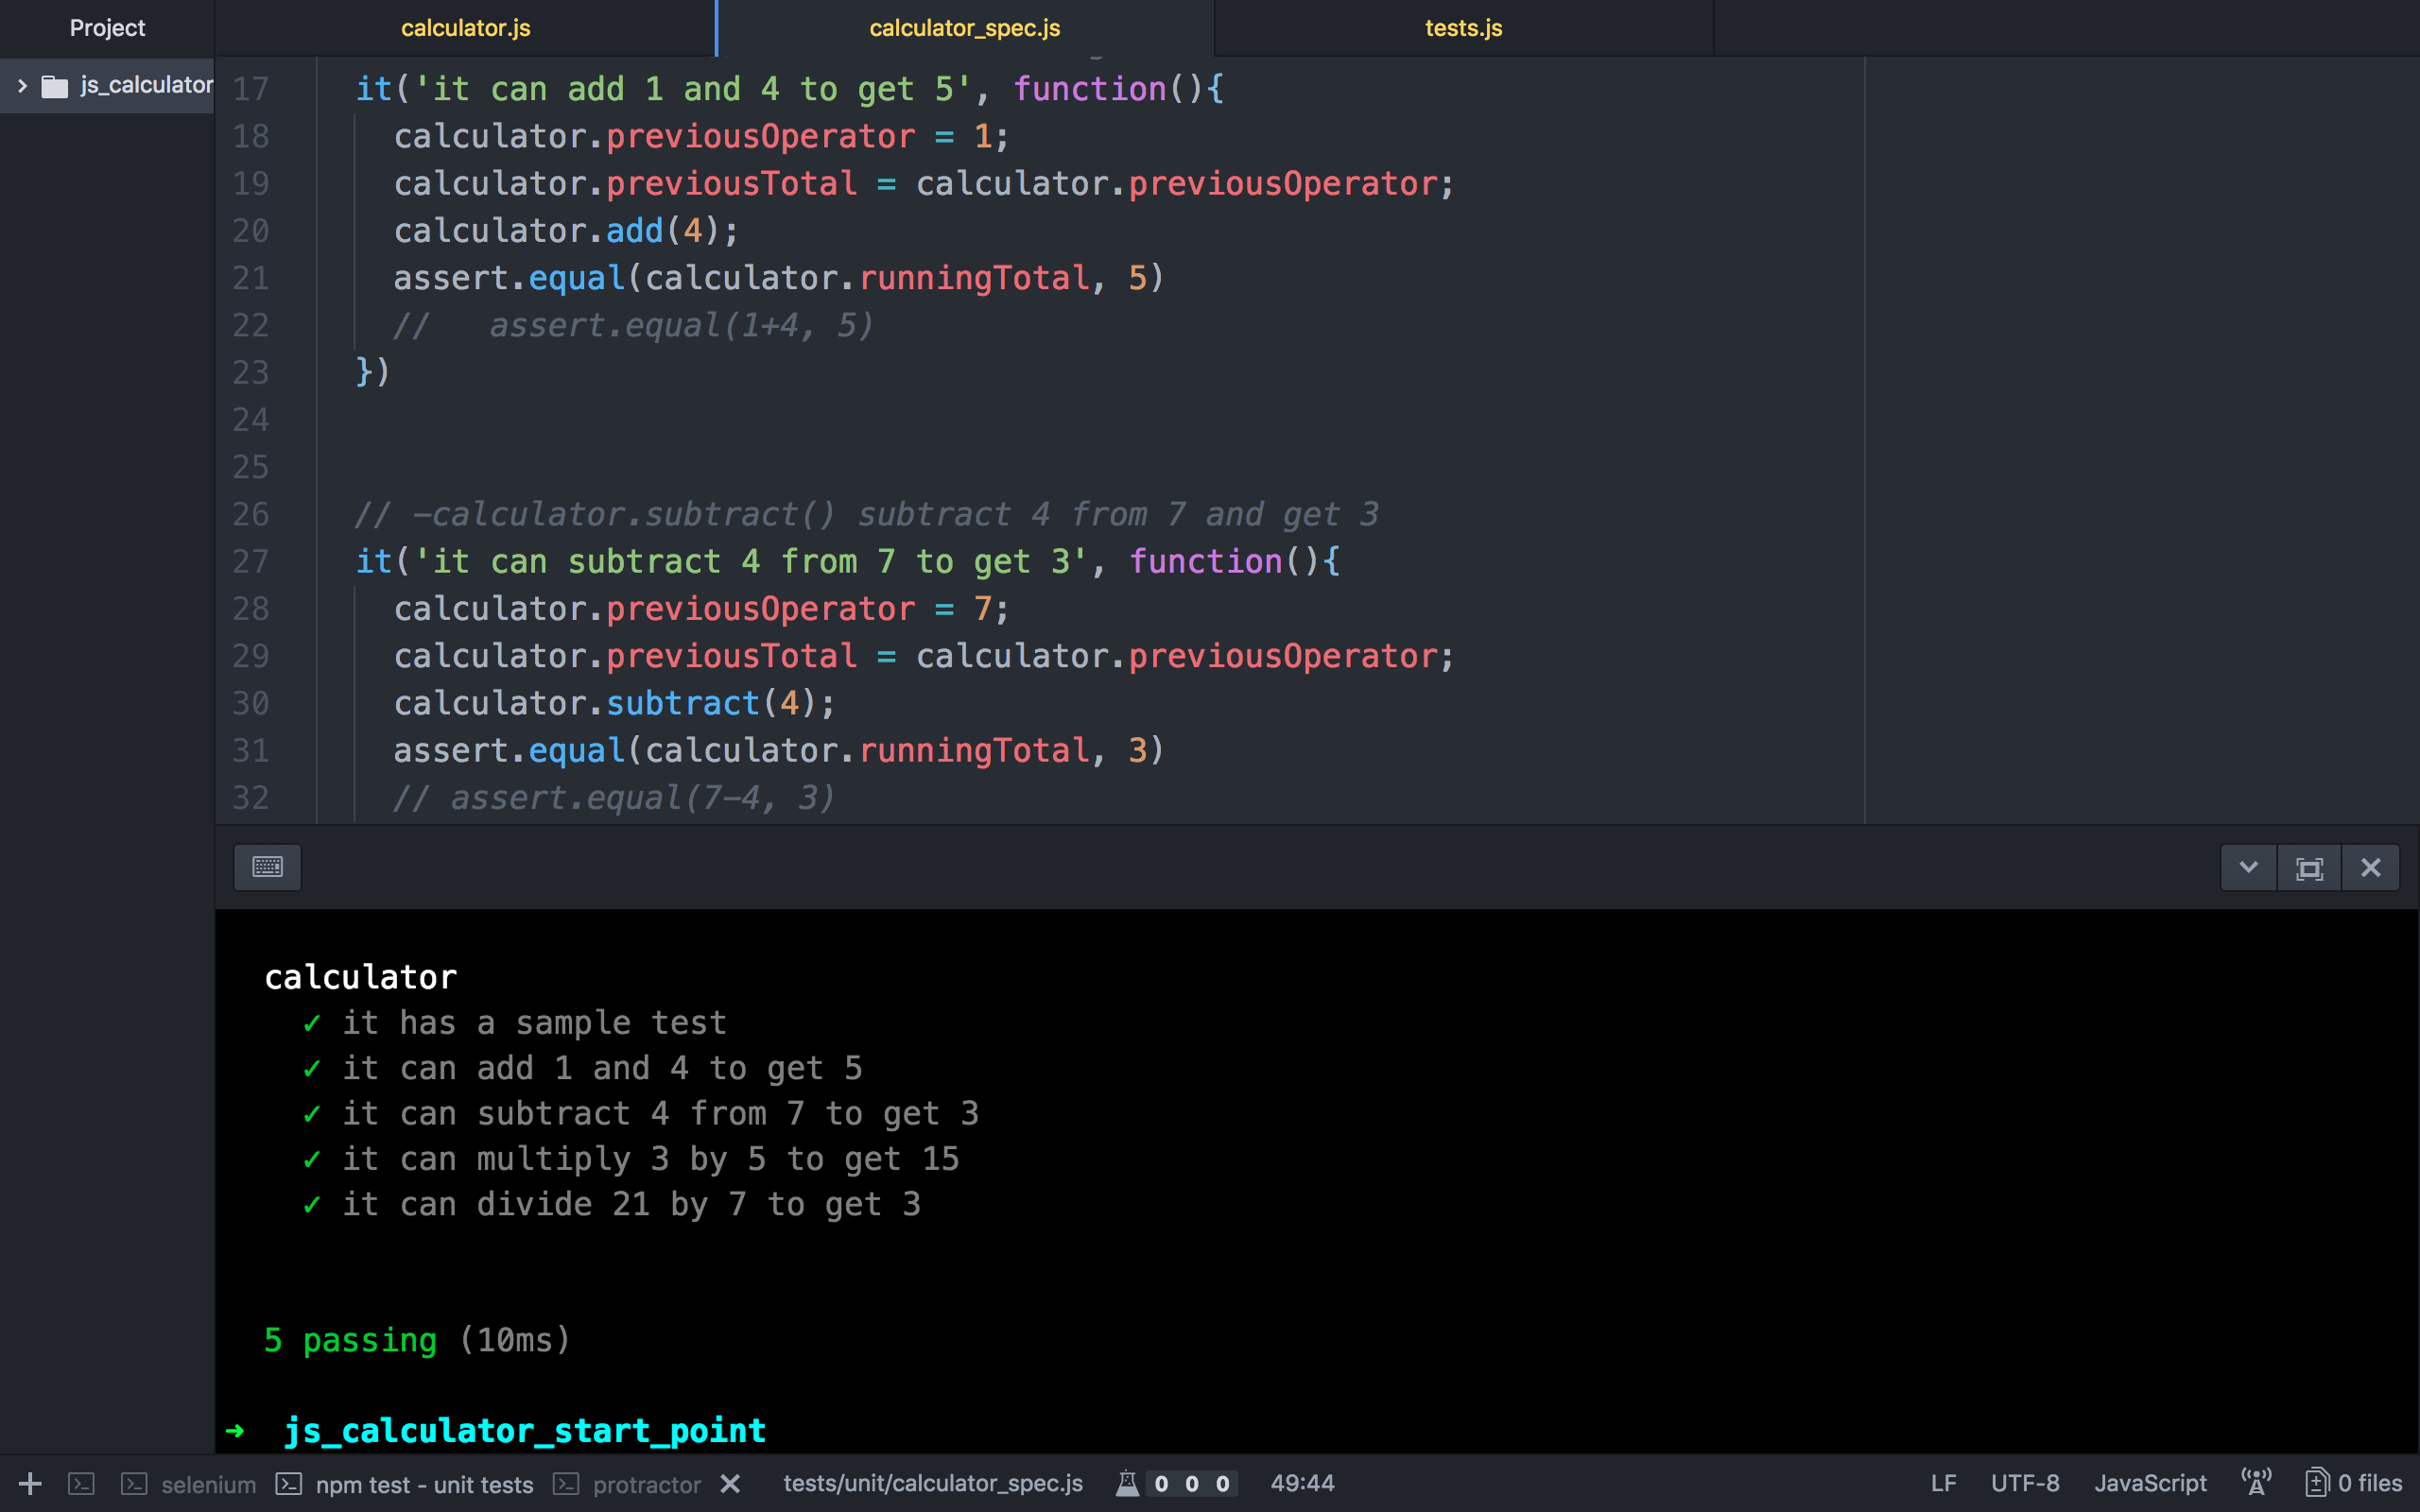 Project
calculator.js
calculator_spec.js
tests.js
js_calculator
17 it('it can add 1 and 4 to get 5', function(){
18 calculator.previousOperator = 1;
19 calculator.previousTotal = calculator.previousOperator;
20 calculator.add(4);
21 assert.equal(calculator.runningTotal, 5)
22 //   assert.equal(1+4, 5)
23 })
24
25
26 // -calculator.subtract() subtract 4 from 7 and get 3
27 it('it can subtract 4 from 7 to get 3', function(){
28 calculator.previousOperator = 7;
29 calculator.previousTotal = calculator.previousOperator;
30 calculator.subtract(4);
31 assert.equal(calculator.runningTotal, 3)
32 // assert.equal(7-4, 3)
calculator
✓ it has a sample test
✓ it can add 1 and 4 to get 5
✓ it can subtract 4 from 7 to get 3
✓ it can multiply 3 by 5 to get 15
✓ it can divide 21 by 7 to get 3
5 passing (10ms)
➜ js_calculator_start_point
selenium npm test - unit tests protractor tests/unit/calculator_spec.js 0 0 0 49:44 LF UTF-8 JavaScript 0 files